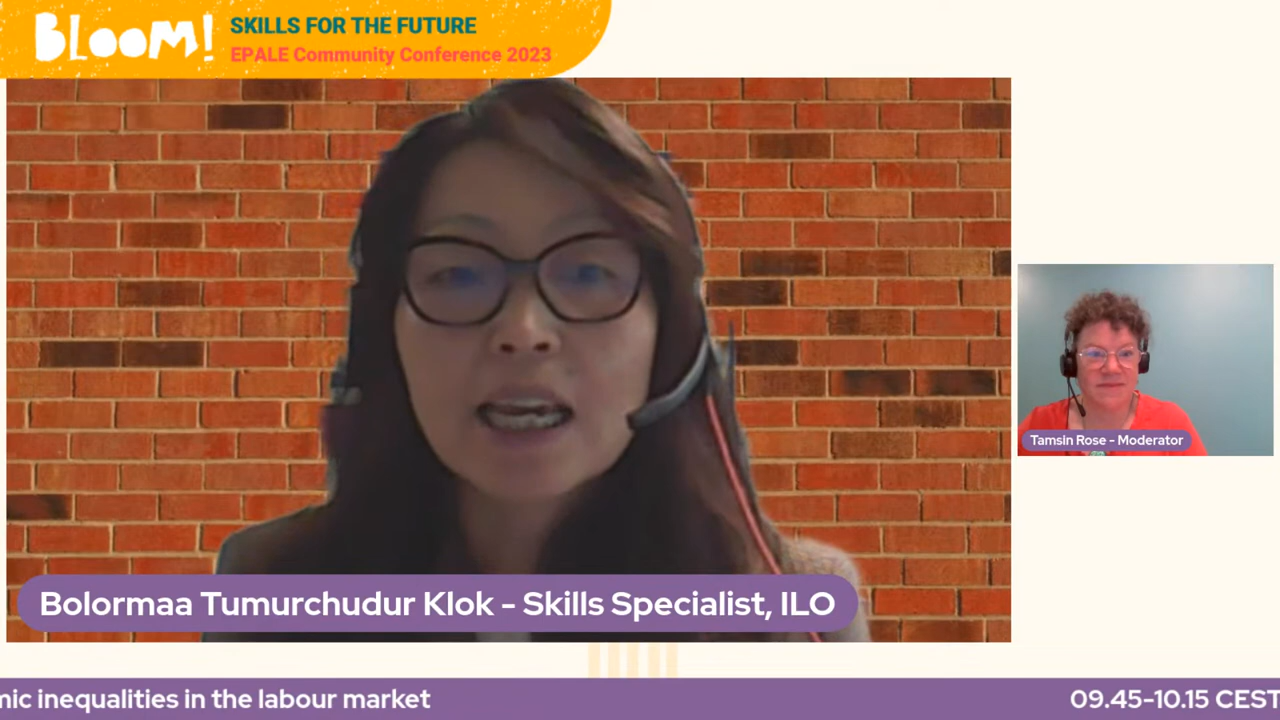 BLOOM!
SKILLS FOR THE FUTURE
EPALE Community Conference 2023
Tamsin Rose - Moderator
Bolormaa Tumurchudur Klok - Skills Specialist, ILO
mic inequalities in the labour market
09.45-10.15 CEST